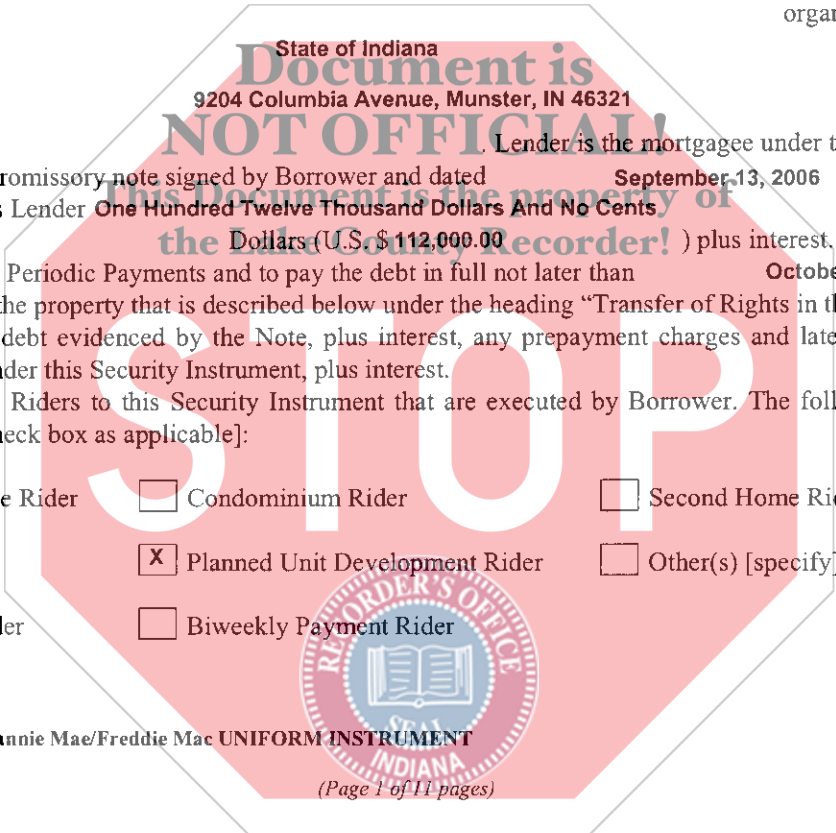 organ
State of Indiana
Document is
9204 Columbia Avenue, Munster, IN 46321
NOT OFFICIAL!
. Lender is the mortgagee under t
romissory note signed by Borrower and dated September 13, 2006
This Document is the property of
s Lender One Hundred Twelve Thousand Dollars And No Cents
the Lake County Recorder!
Dollars (U.S. $ 112,000.00 ) plus interest.
Periodic Payments and to pay the debt in full not later than Octobe
he property that is described below under the heading “Transfer of Rights in th
debt evidenced by the Note, plus interest, any prepayment charges and late
der this Security Instrument, plus interest.
Riders to this Security Instrument that are executed by Borrower. The foll
eck box as applicable]:
STOP
e Rider Condominium Rider Second Home Rid
X Planned Unit Development Rider Other(s) [specify]
ler Biweekly Payment Rider
RECORDER'S OFFICE
SEAL
INDIANA
annie Mae/Freddie Mac UNIFORM INSTRUMENT
(Page 1 of 11 pages)